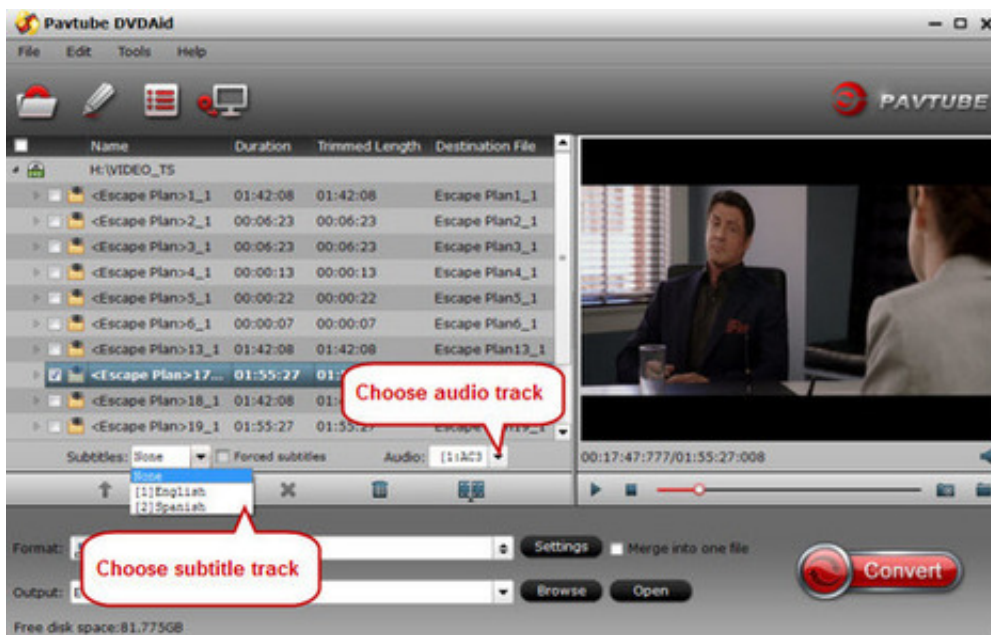 Pavtube DVDAid
File Edit Tools Help
PAVTUBE
Name Duration Trimmed Length Destination File
H:\VIDEO_TS
<Escape Plan>1_1 01:42:08 01:42:08 Escape Plan1_1
<Escape Plan>2_1 00:06:23 00:06:23 Escape Plan2_1
<Escape Plan>3_1 00:06:23 00:06:23 Escape Plan3_1
<Escape Plan>4_1 00:00:13 00:00:13 Escape Plan4_1
<Escape Plan>5_1 00:00:22 00:00:22 Escape Plan5_1
<Escape Plan>6_1 00:00:07 00:00:07 Escape Plan6_1
<Escape Plan>13_1 01:42:08 01:42:08 Escape Plan13_1
<Escape Plan>17... 01:55:27
<Escape Plan>18_1 01:42:08
<Escape Plan>19_1 01:55:27 01:55:27
Choose audio track
Subtitles: None Forced subtitles Audio: [1:AC3
00:17:47:777/01:55:27:008
None
[1]English
[2]Spanish
Choose subtitle track
Format: Settings Merge into one file
Convert
Output: Browse Open
Free disk space:81.775GB